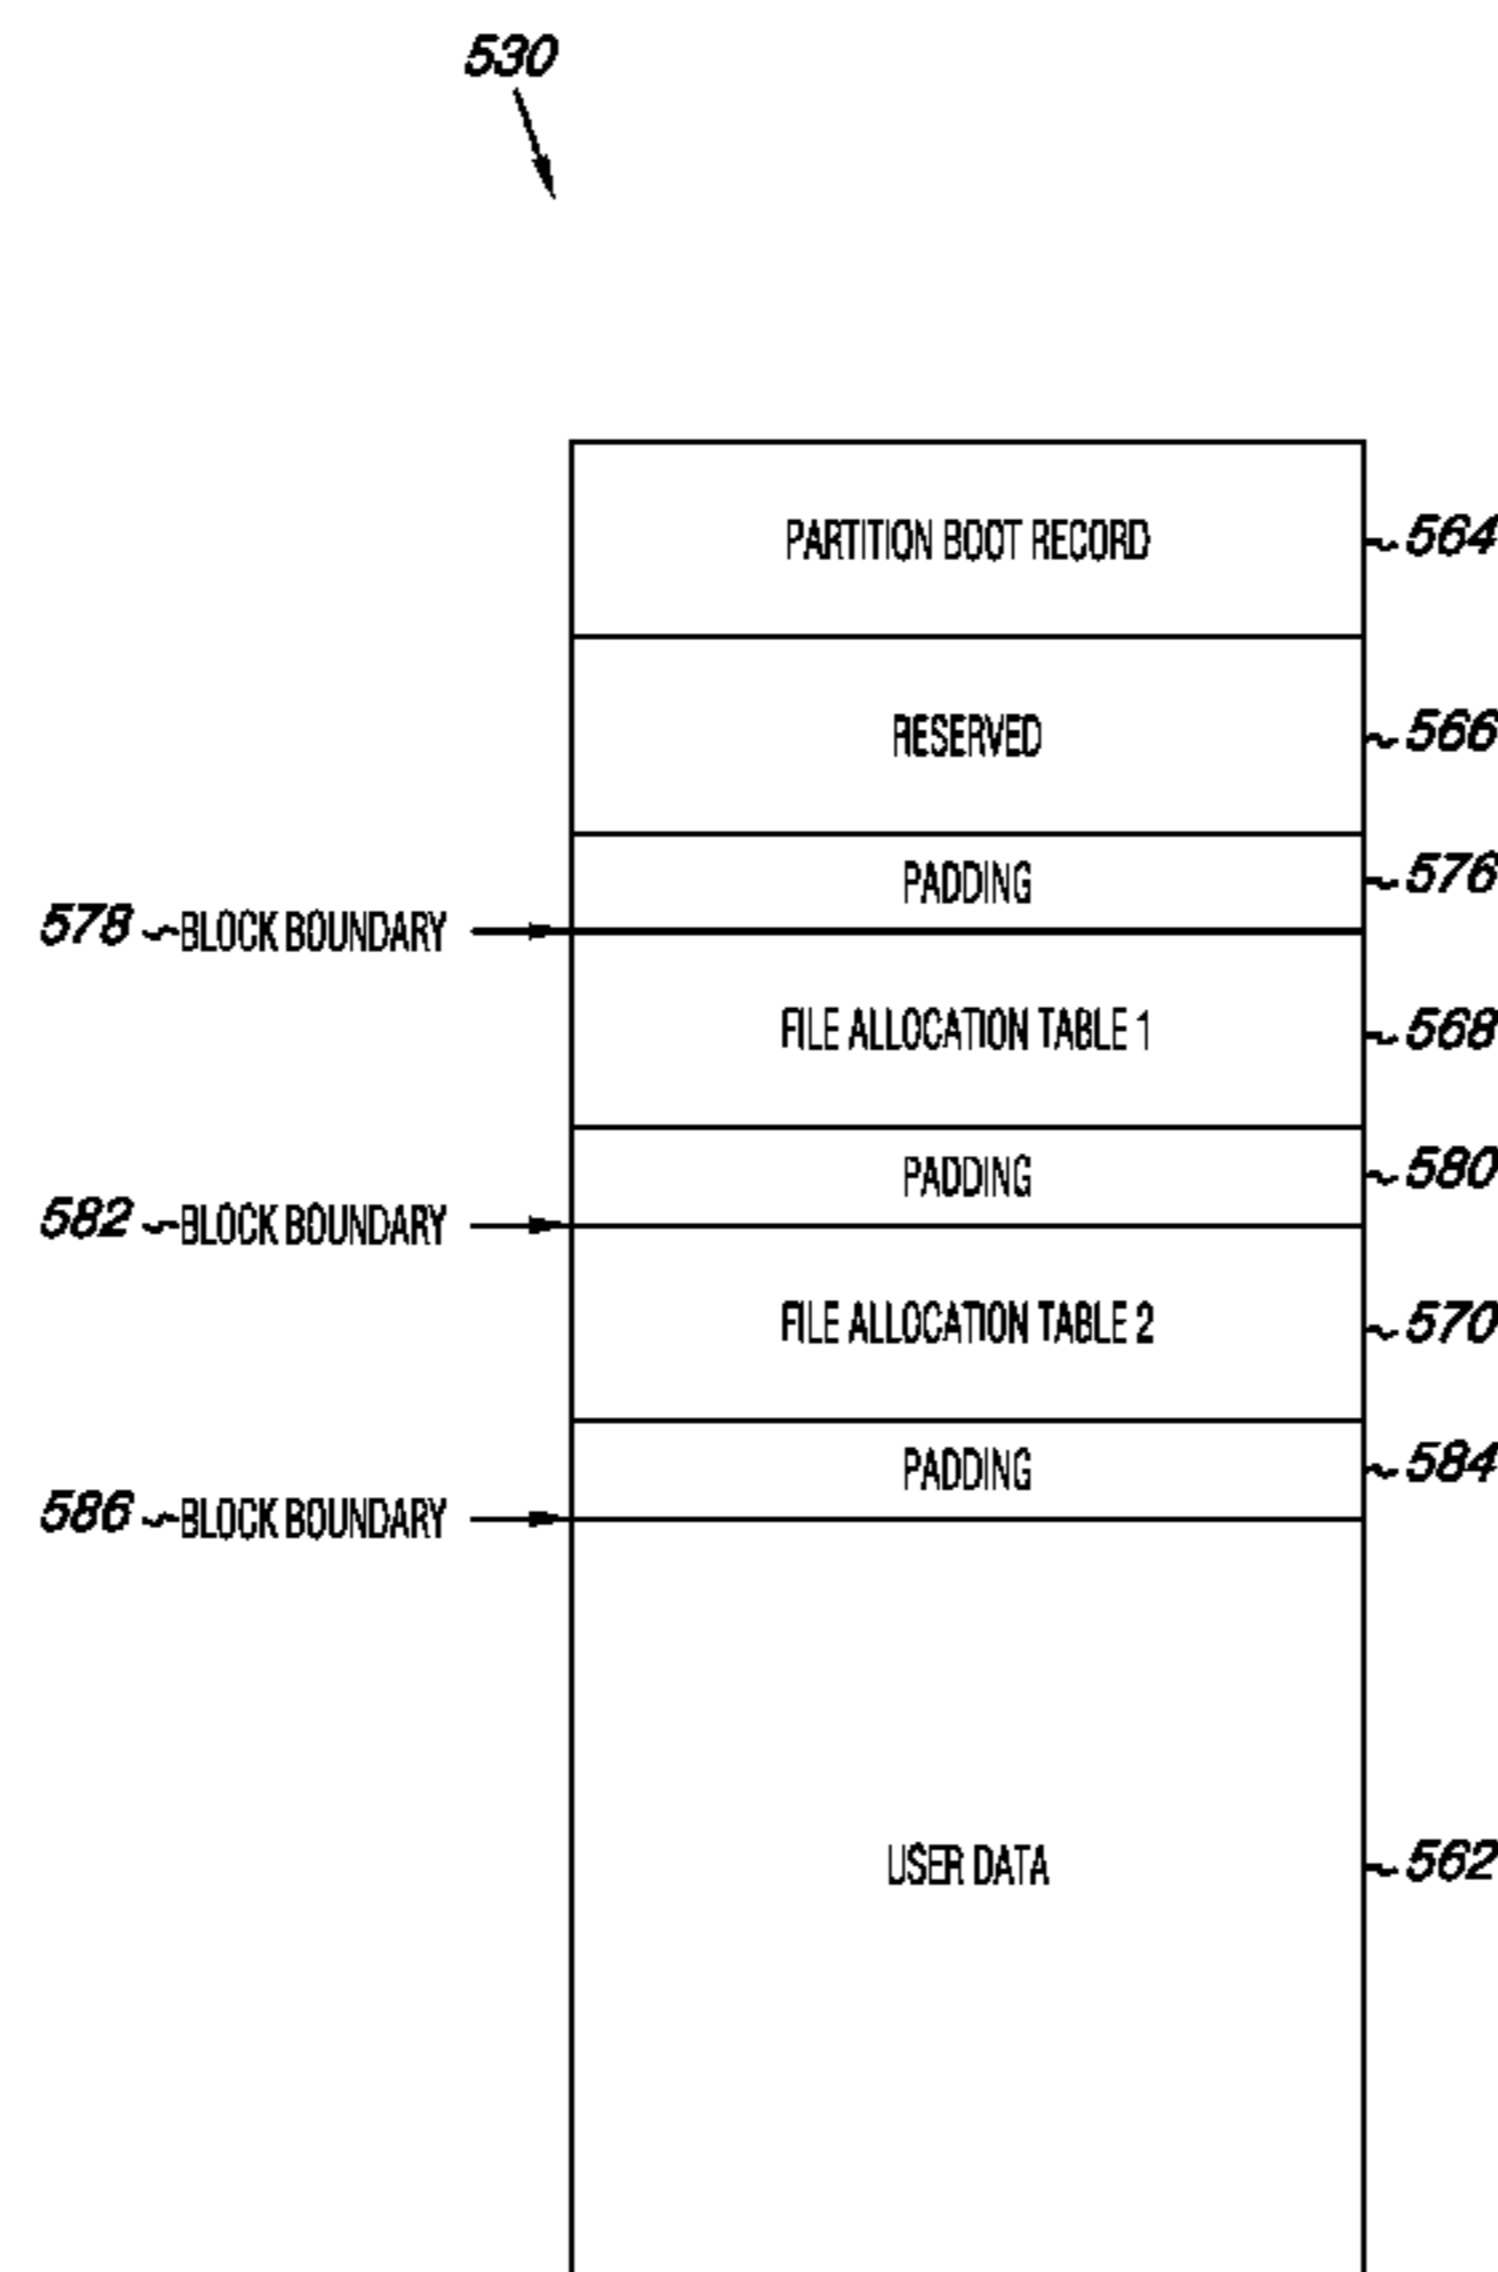 530
PARTITION BOOT RECORD 564
RESERVED 566
PADDING 576
578 BLOCK BOUNDARY
FILE ALLOCATION TABLE 1 568
PADDING 580
582 BLOCK BOUNDARY
FILE ALLOCATION TABLE 2 570
PADDING 584
586 BLOCK BOUNDARY
USER DATA 562